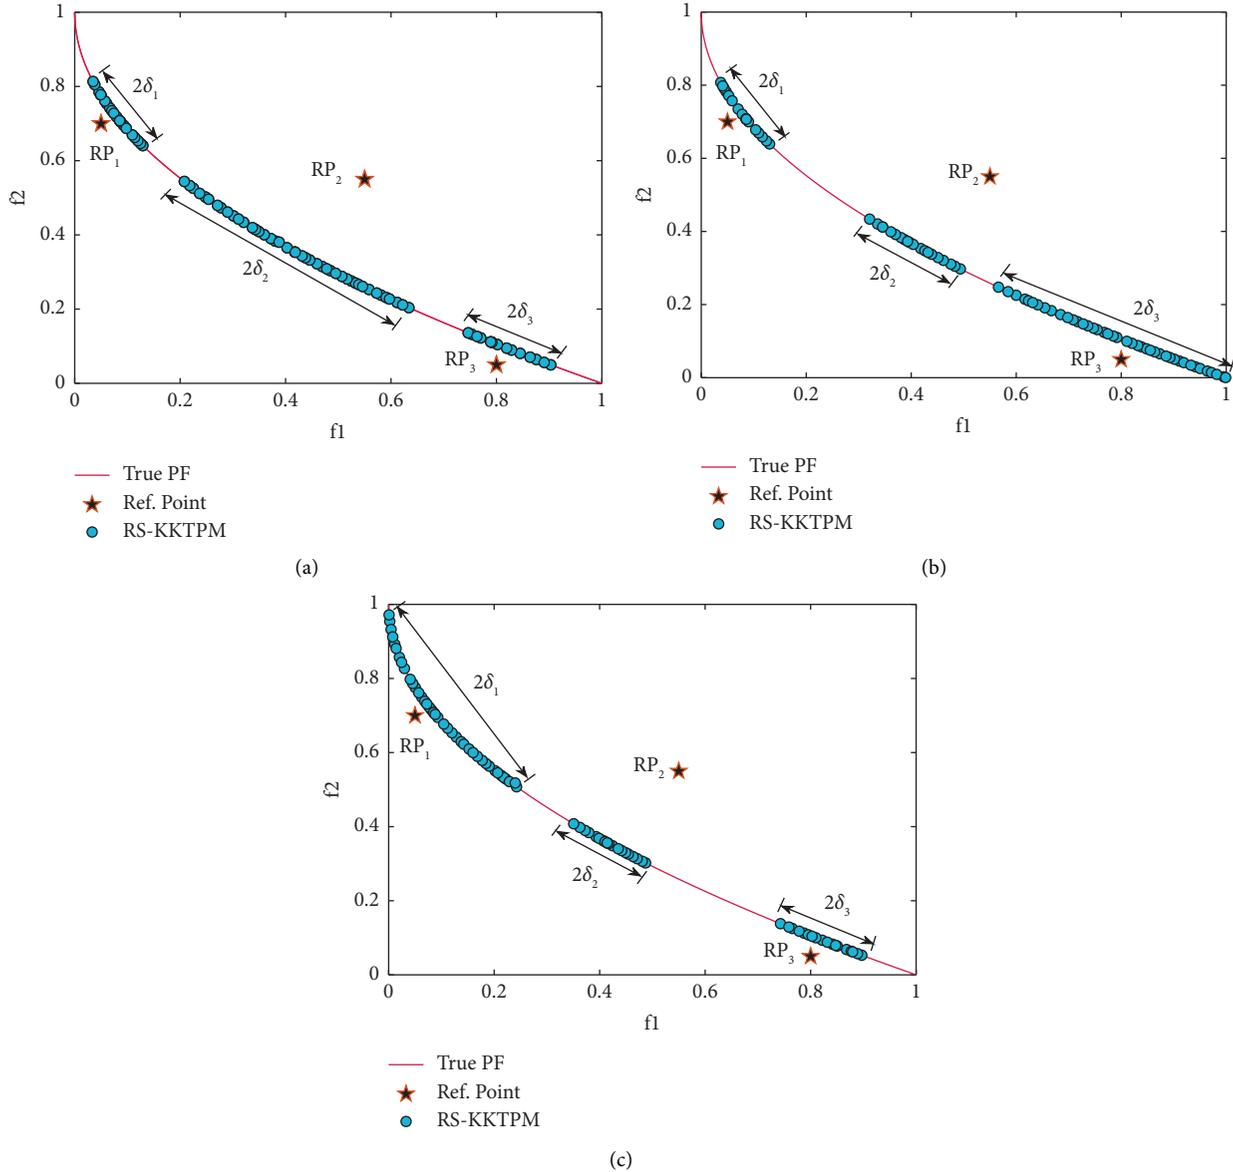 1
0.8
0.6
0.4
0.2
0
0 0.2 0.4 0.6 0.8 1
f2
f1
2δ1
2δ2
2δ3
RP1
RP2
RP3
True PF
Ref. Point
RS-KKTPM
(a)
1
0.8
0.6
0.4
0.2
0
0 0.2 0.4 0.6 0.8 1
f2
f1
2δ1
2δ2
2δ3
RP1
RP2
RP3
True PF
Ref. Point
RS-KKTPM
(b)
1
0.8
0.6
0.4
0.2
0
0 0.2 0.4 0.6 0.8 1
f2
f1
2δ1
2δ2
2δ3
RP1
RP2
RP3
True PF
Ref. Point
RS-KKTPM
(c)